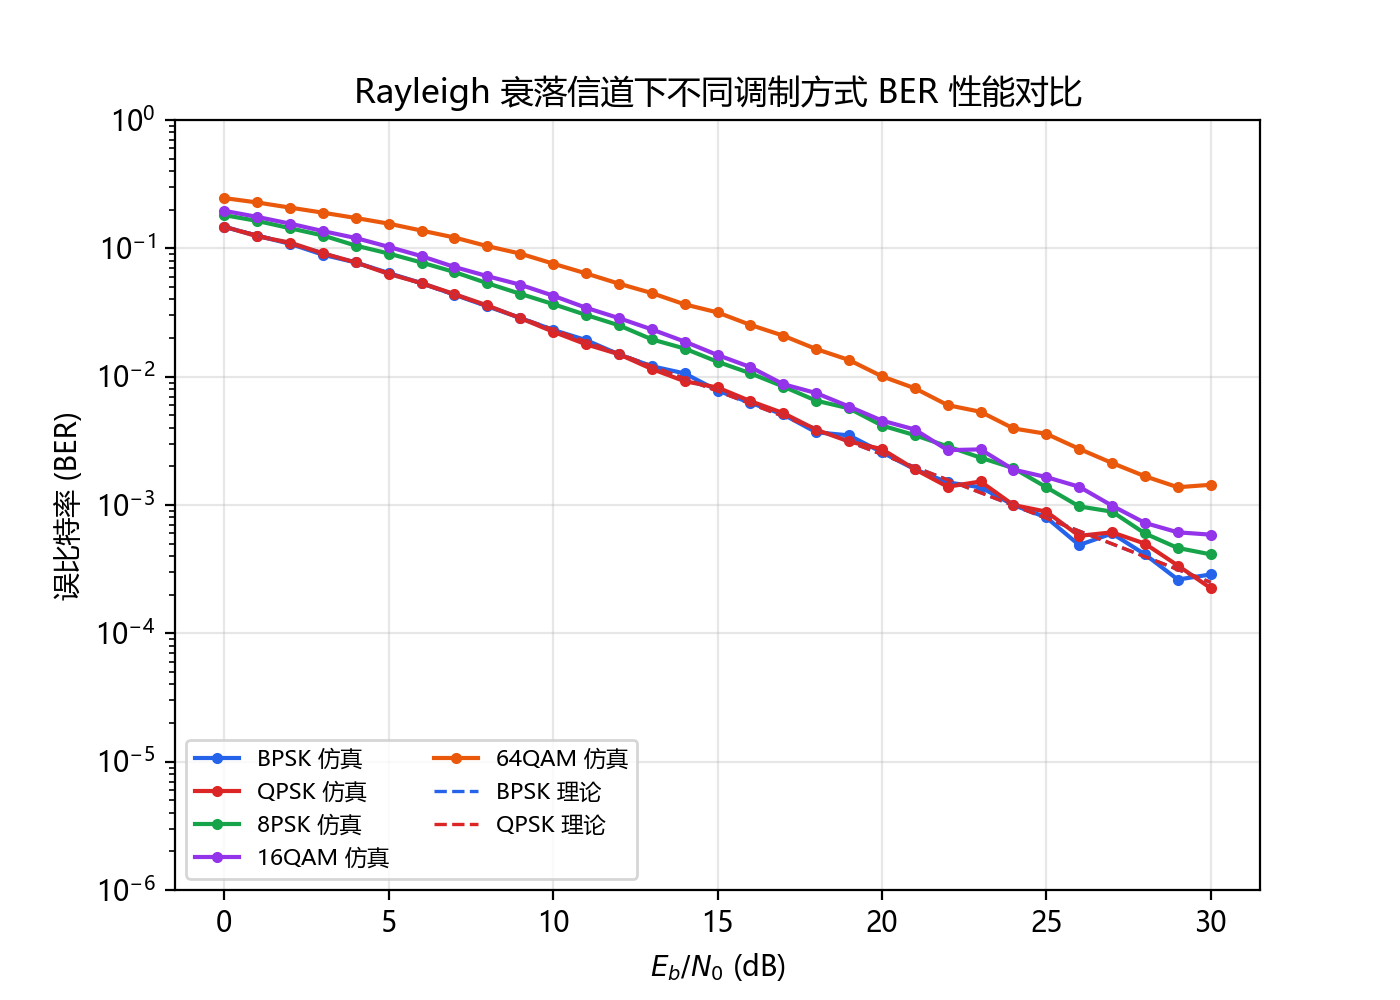 Rayleigh 衰落信道下不同调制方式 BER 性能对比
10⁰
10⁻¹
10⁻²
10⁻³
10⁻⁴
10⁻⁵
10⁻⁶
误比特率 (BER)
BPSK 仿真
QPSK 仿真
8PSK 仿真
16QAM 仿真
64QAM 仿真
BPSK 理论
QPSK 理论
0 5 10 15 20 25 30
E_b/N_0 (dB)